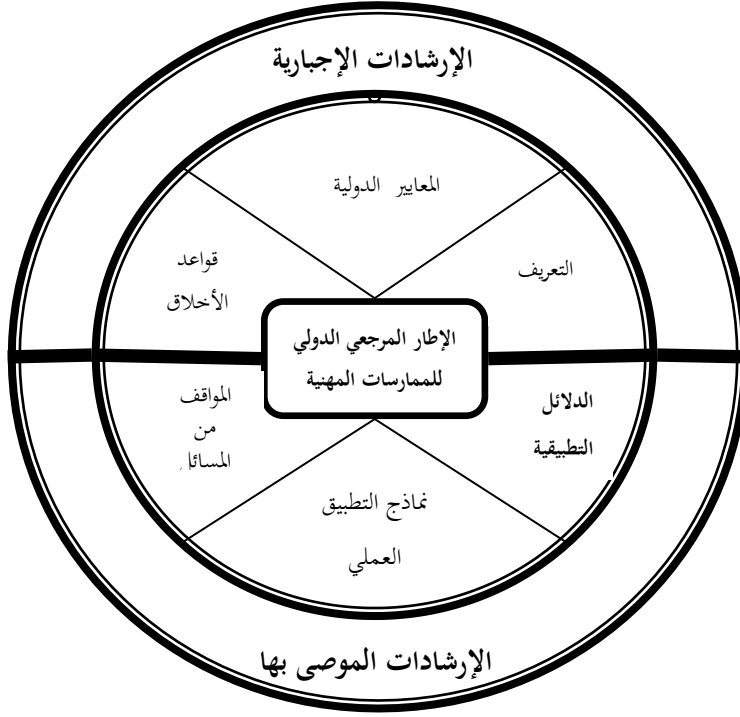 الإرشادات الإجبارية
المعايير الدولية
التعريف
قواعد
الأخلاق
الإطار المرجعي الدولي
للممارسات المهنية
الدلائل
التطبيقية
المواقف
من
المسائل
نماذج التطبيق
العملي
الإرشادات الموصى بها